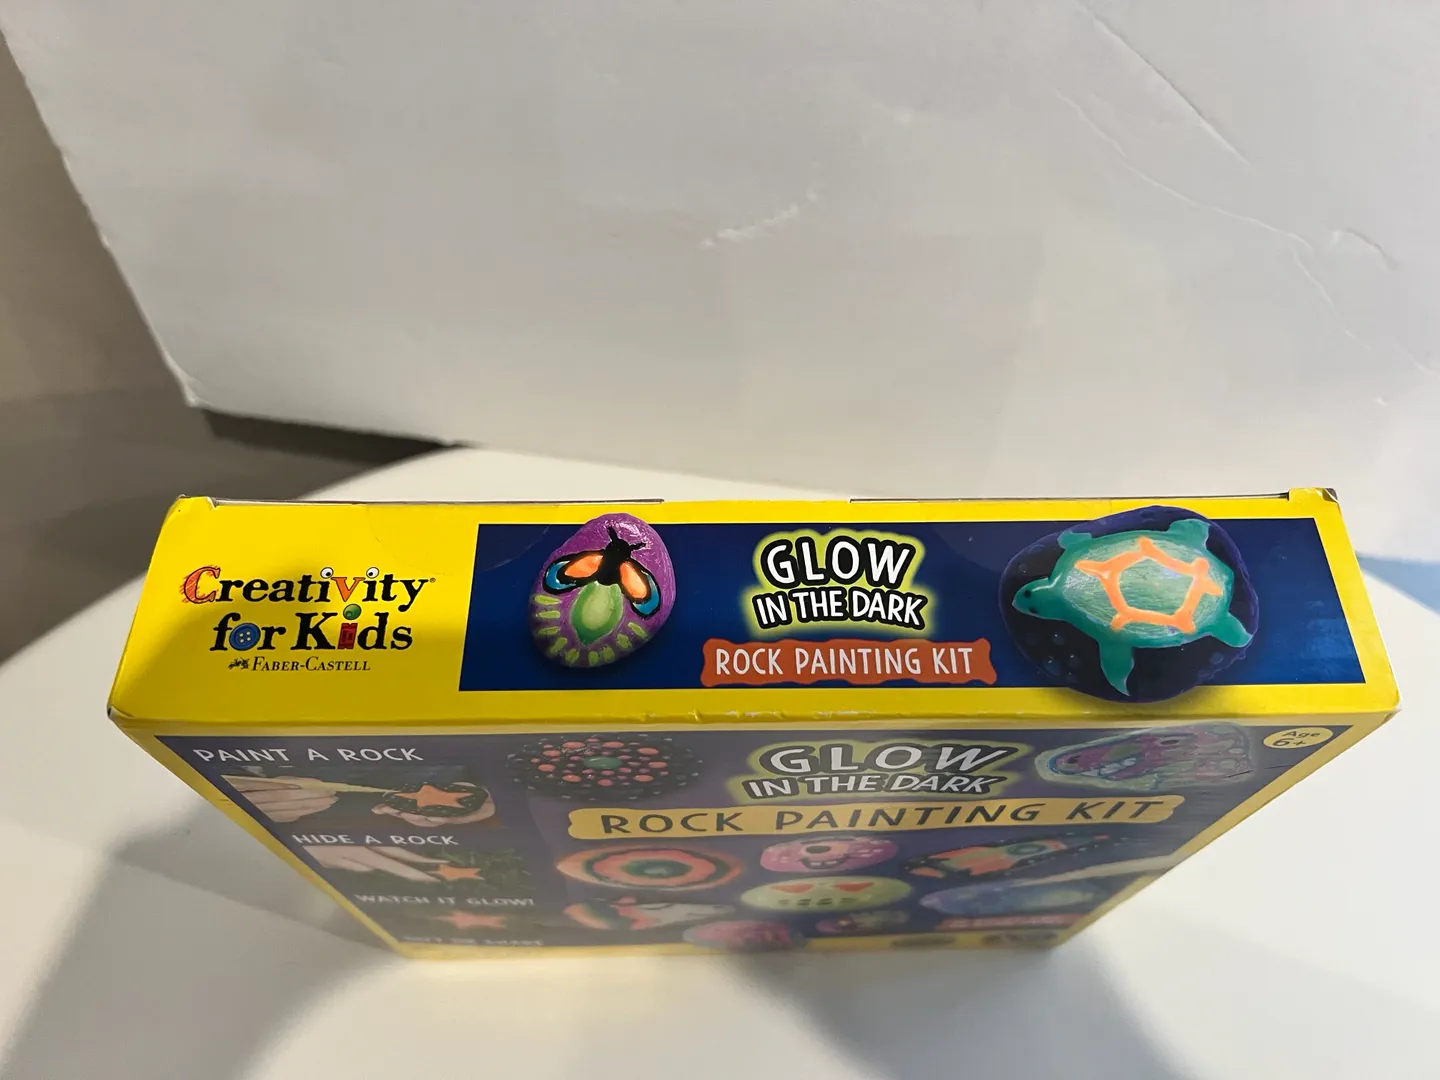 Creativity®
for Kids
FABER-CASTELL
GLOW
IN THE DARK
ROCK PAINTING KIT
PAINT A ROCK
HIDE A ROCK
WATCH IT GLOW!
GLOW
IN THE DARK
ROCK PAINTING KIT
Age
6+